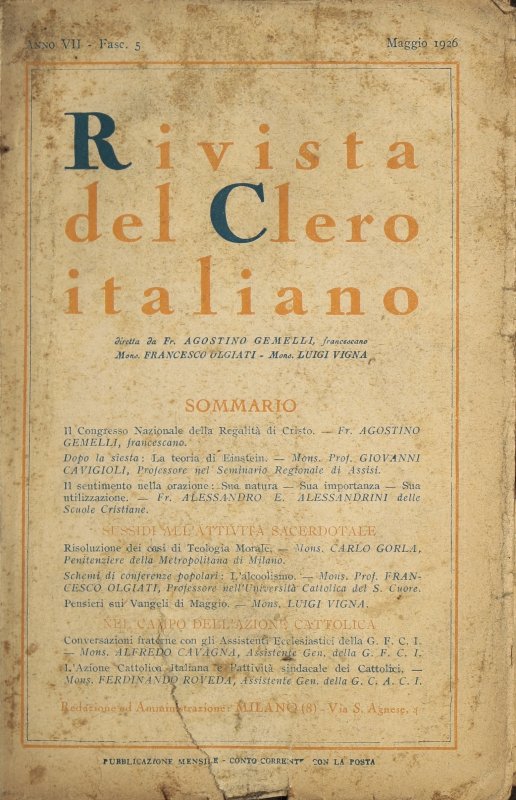 ANNO VII - Fasc. 5
Maggio 1926
Rivista
del Clero
italiano
diretta da Fr. AGOSTINO GEMELLI, francescano
Mons. FRANCESCO OLGIATI - Mons. LUIGI VIGNA
SOMMARIO
Il Congresso Nazionale della Regalità di Cristo. — Fr. AGOSTINO
GEMELLI, francescano.
Dopo la siesta: La teoria di Einstein. — Mons. Prof. GIOVANNI
CAVIGIOLI, Professore nel Seminario Regionale di Assisi.
Il sentimento nella orazione: Sua natura — Sua importanza — Sua
utilizzazione. — Fr. ALESSANDRO E. ALESSANDRINI delle
Scuole Cristiane.
SUSSIDI ALL'ATTIVITÀ SACERDOTALE
Risoluzione dei casi di Teologia Morale. — Mons. CARLO GORLA,
Penitenziere della Metropolitana di Milano.
Schemi di conferenze popolari: L'alcoolismo. — Mons. Prof. FRAN-
CESCO OLGIATI, Professore nell'Università Cattolica del S. Cuore.
Pensieri sui Vangeli di Maggio. — Mons. LUIGI VIGNA.
NEL CAMPO DELL'AZIONE CATTOLICA
Conversazioni fraterne con gli Assistenti Ecclesiastici della G. F. C. I.
— Mons. ALFREDO CAVAGNA, Assistente Gen. della G. F. C. I.
L'Azione Cattolica Italiana e l'attività sindacale dei Cattolici. —
Mons. FERDINANDO ROVEDA, Assistente Gen. della G. C. A. C. I.
Redazione ed Amministrazione: MILANO (8) - Via S. Agnese, 4
PUBBLICAZIONE MENSILE - CONTO CORRENTE CON LA POSTA